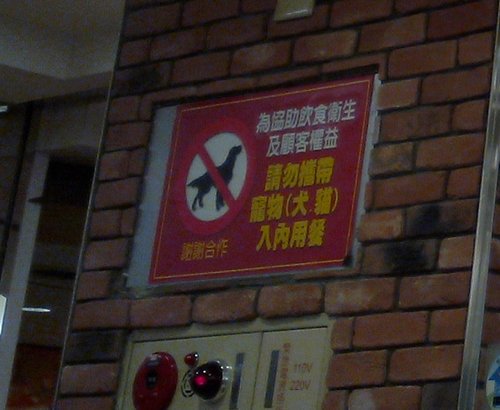 為協助飲食衛生
及顧客權益
請勿攜帶
寵物(犬.貓)
入內用餐
謝謝合作
110V
220V